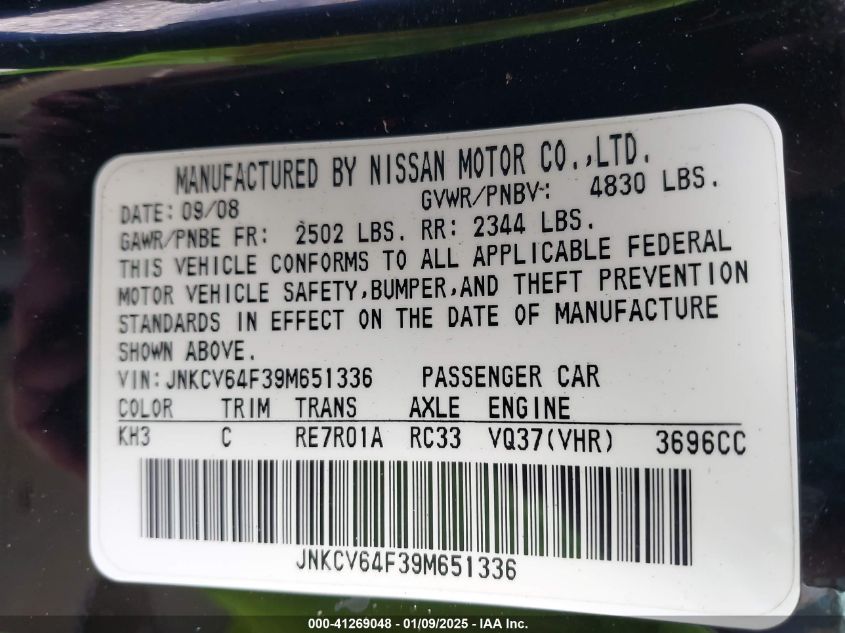 MANUFACTURED BY NISSAN MOTOR CO.,LTD.
DATE: 09/08 GVWR/PNBV: 4830 LBS.
GAWR/PNBE FR: 2502 LBS. RR: 2344 LBS.
THIS VEHICLE CONFORMS TO ALL APPLICABLE FEDERAL
MOTOR VEHICLE SAFETY,BUMPER,AND THEFT PREVENTION
STANDARDS IN EFFECT ON THE DATE OF MANUFACTURE
SHOWN ABOVE.
VIN:JNKCV64F39M651336 PASSENGER CAR
COLOR TRIM TRANS AXLE ENGINE
KH3 C RE7R01A RC33 VQ37(VHR) 3696CC
JNKCV64F39M651336
000-41269048 - 01/09/2025 - IAA Inc.